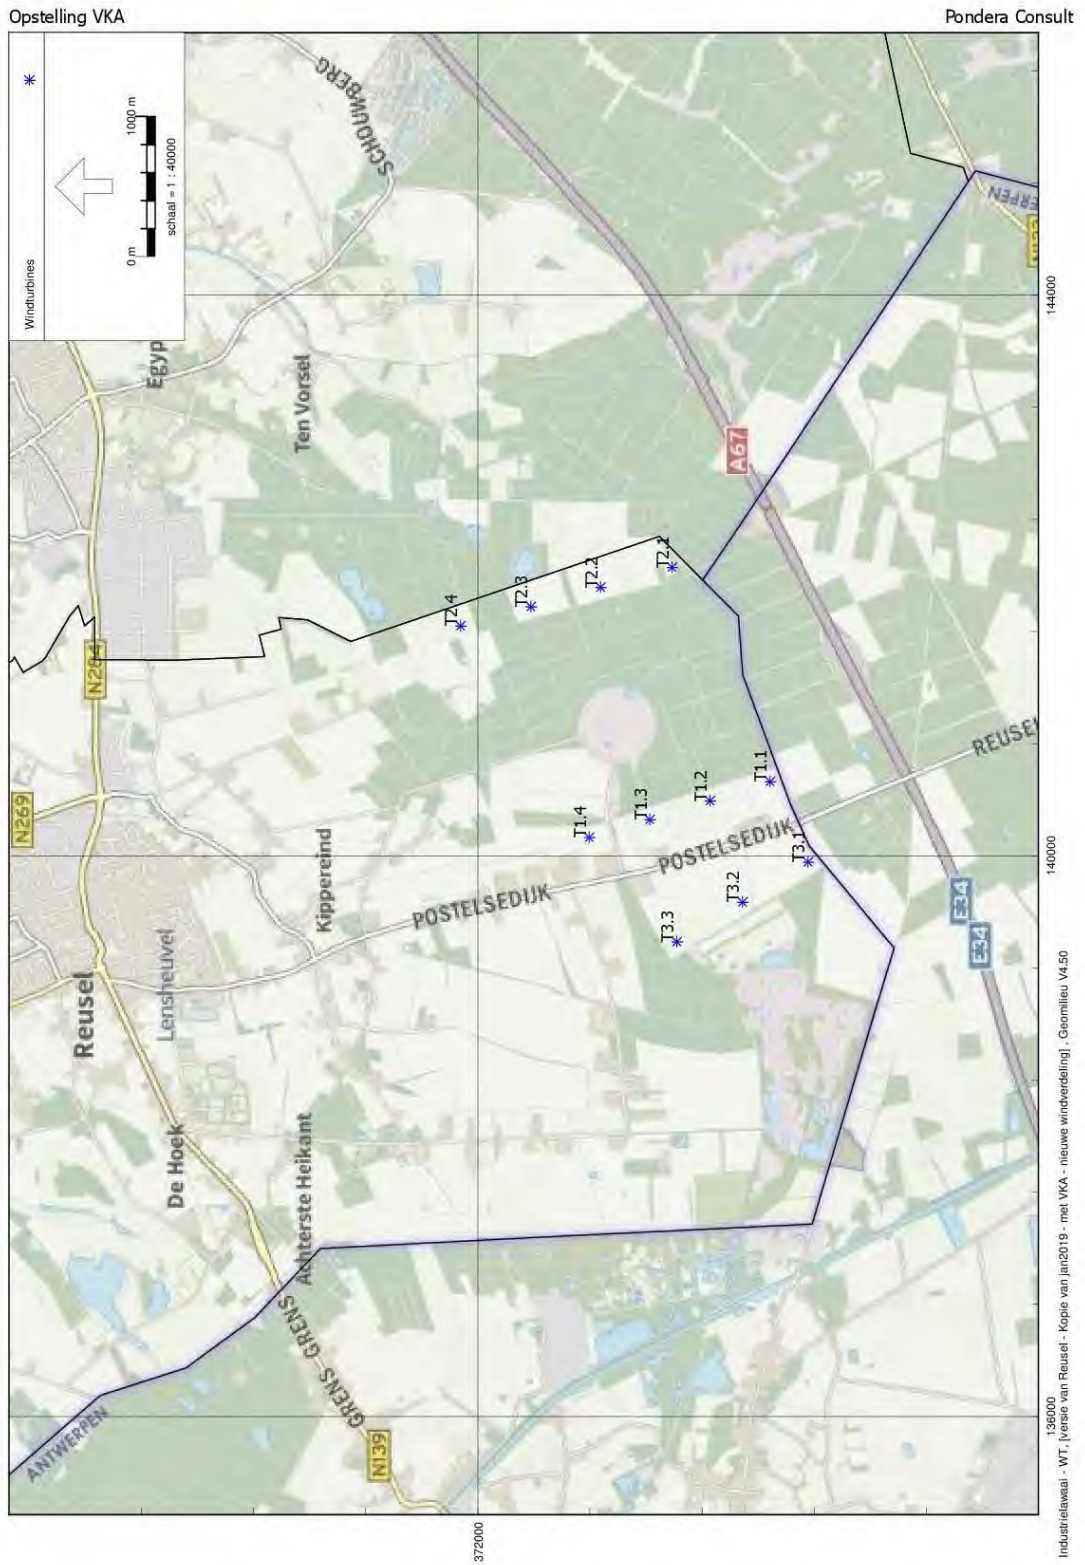 Opstelling VKA
Pondera Consult
Windturbines
0 m
1000 m
schaal = 1 : 40000
SCHOUWBERG
Egyp
Ten Vorsel
N284
N269
A67
T2.4
T2.3
T2.2
T2.1
T1.4
T1.3
T1.2
T1.1
T3.3
T3.2
T3.1
POSTELSEDIJK
POSTELSEDIJK
REUSEL
Kippereind
Reusel
Lensheuvel
E34
E34
De Hoek
Achterste Heikant
GRENS
GRENS
ANTWERPEN
N139
ERPEN
144000
140000
136000
372000
Industrielawaai - WT, [versie van Reusel - Kopie van jan2019 - met VKA - nieuwe windverdeling] , Geomilieu V4.50